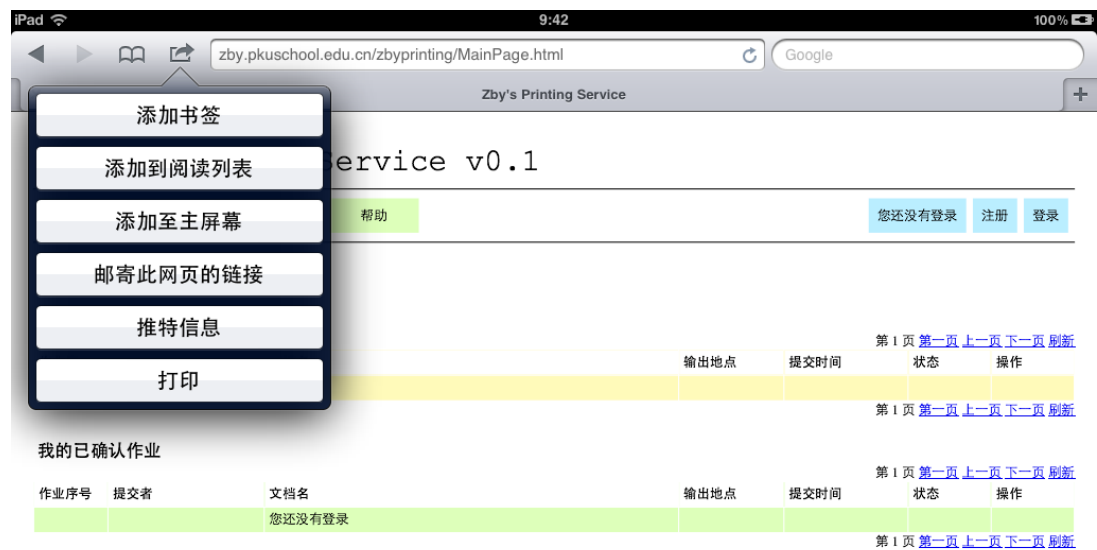 iPad 9:42 100%
zby.pkuschool.edu.cn/zbyprinting/MainPage.html Google
Zby's Printing Service
添加书签
添加到阅读列表
添加至主屏幕
邮寄此网页的链接
推特信息
打印
Service v0.1
帮助 您还没有登录 注册 登录
第 1 页 第一页 上一页 下一页 刷新
输出地点 提交时间 状态 操作
第 1 页 第一页 上一页 下一页 刷新
我的已确认作业
第 1 页 第一页 上一页 下一页 刷新
作业序号 提交者 文档名 输出地点 提交时间 状态 操作
您还没有登录
第 1 页 第一页 上一页 下一页 刷新